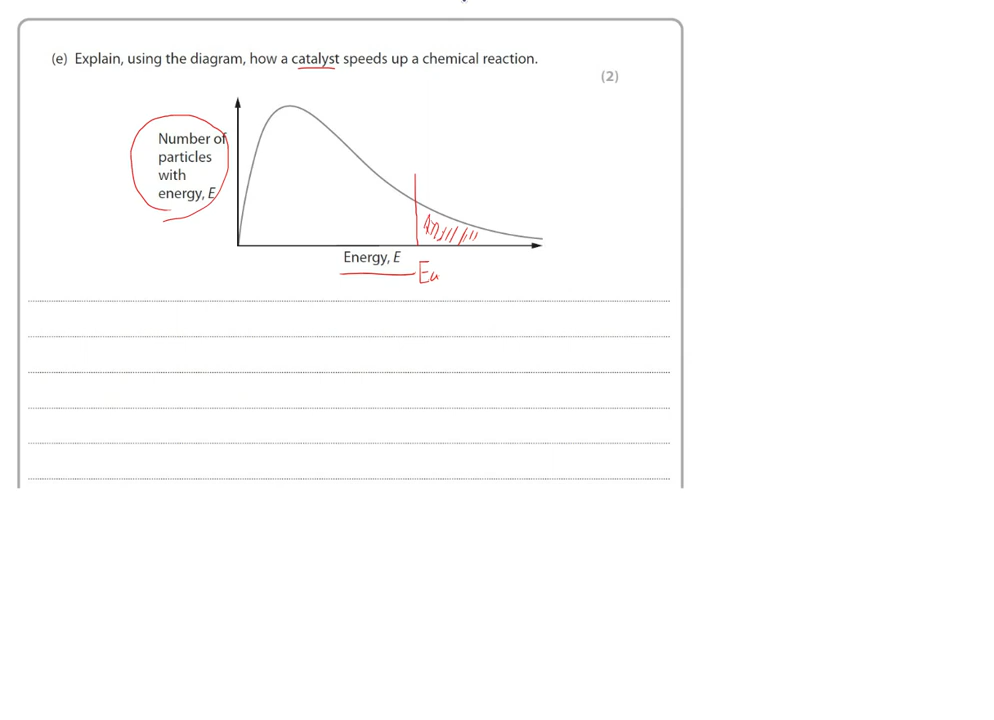 (e) Explain, using the diagram, how a catalyst speeds up a chemical reaction.
(2)
Number of
particles
with
energy, E
Energy, E
Ea